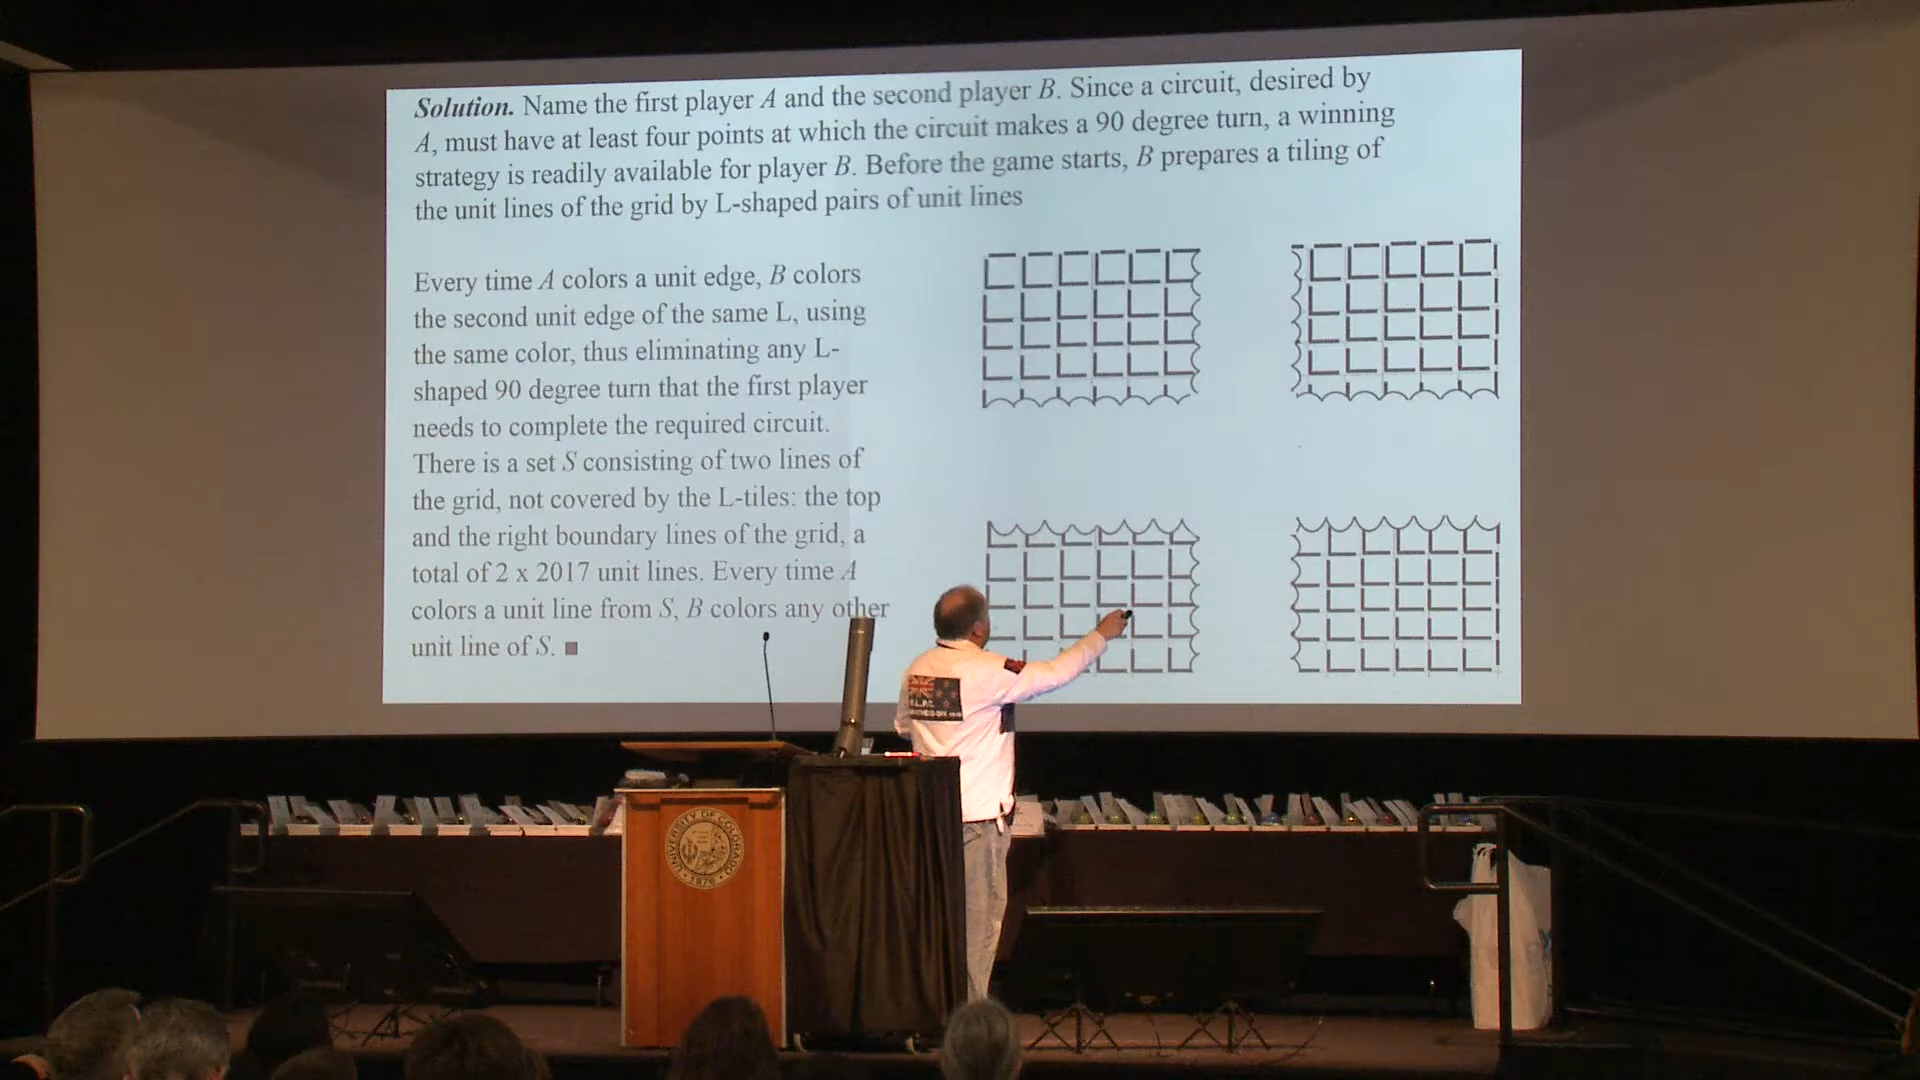 Solution. Name the first player A and the second player B. Since a circuit, desired by
A, must have at least four points at which the circuit makes a 90 degree turn, a winning
strategy is readily available for player B. Before the game starts, B prepares a tiling of
the unit lines of the grid by L-shaped pairs of unit lines
Every time A colors a unit edge, B colors
the second unit edge of the same L, using
the same color, thus eliminating any L-
shaped 90 degree turn that the first player
needs to complete the required circuit.
There is a set S consisting of two lines of
the grid, not covered by the L-tiles: the top
and the right boundary lines of the grid, a
total of 2 x 2017 unit lines. Every time A
colors a unit line from S, B colors any other
unit line of S. ■
UNIVERSITY OF COLORADO
1876